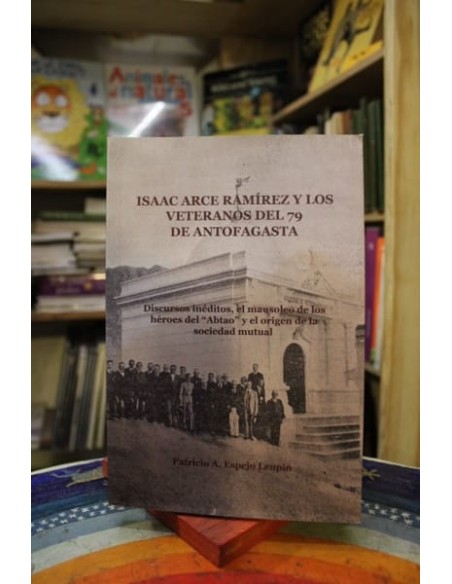 ISAAC ARCE RAMÍREZ Y LOS
VETERANOS DEL 79
DE ANTOFAGASTA
Discursos inéditos, el mausoleo de los
héroes del "Abtao" y el origen de la
sociedad mutual
Patricio A. Espejo Leupin